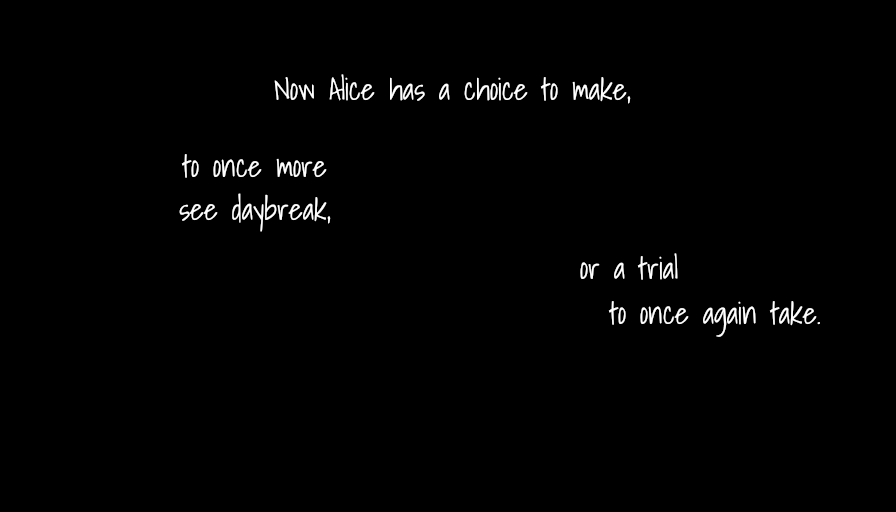 Now Alice has a choice to make,
to once more
see daybreak,
or a trial
to once again take.